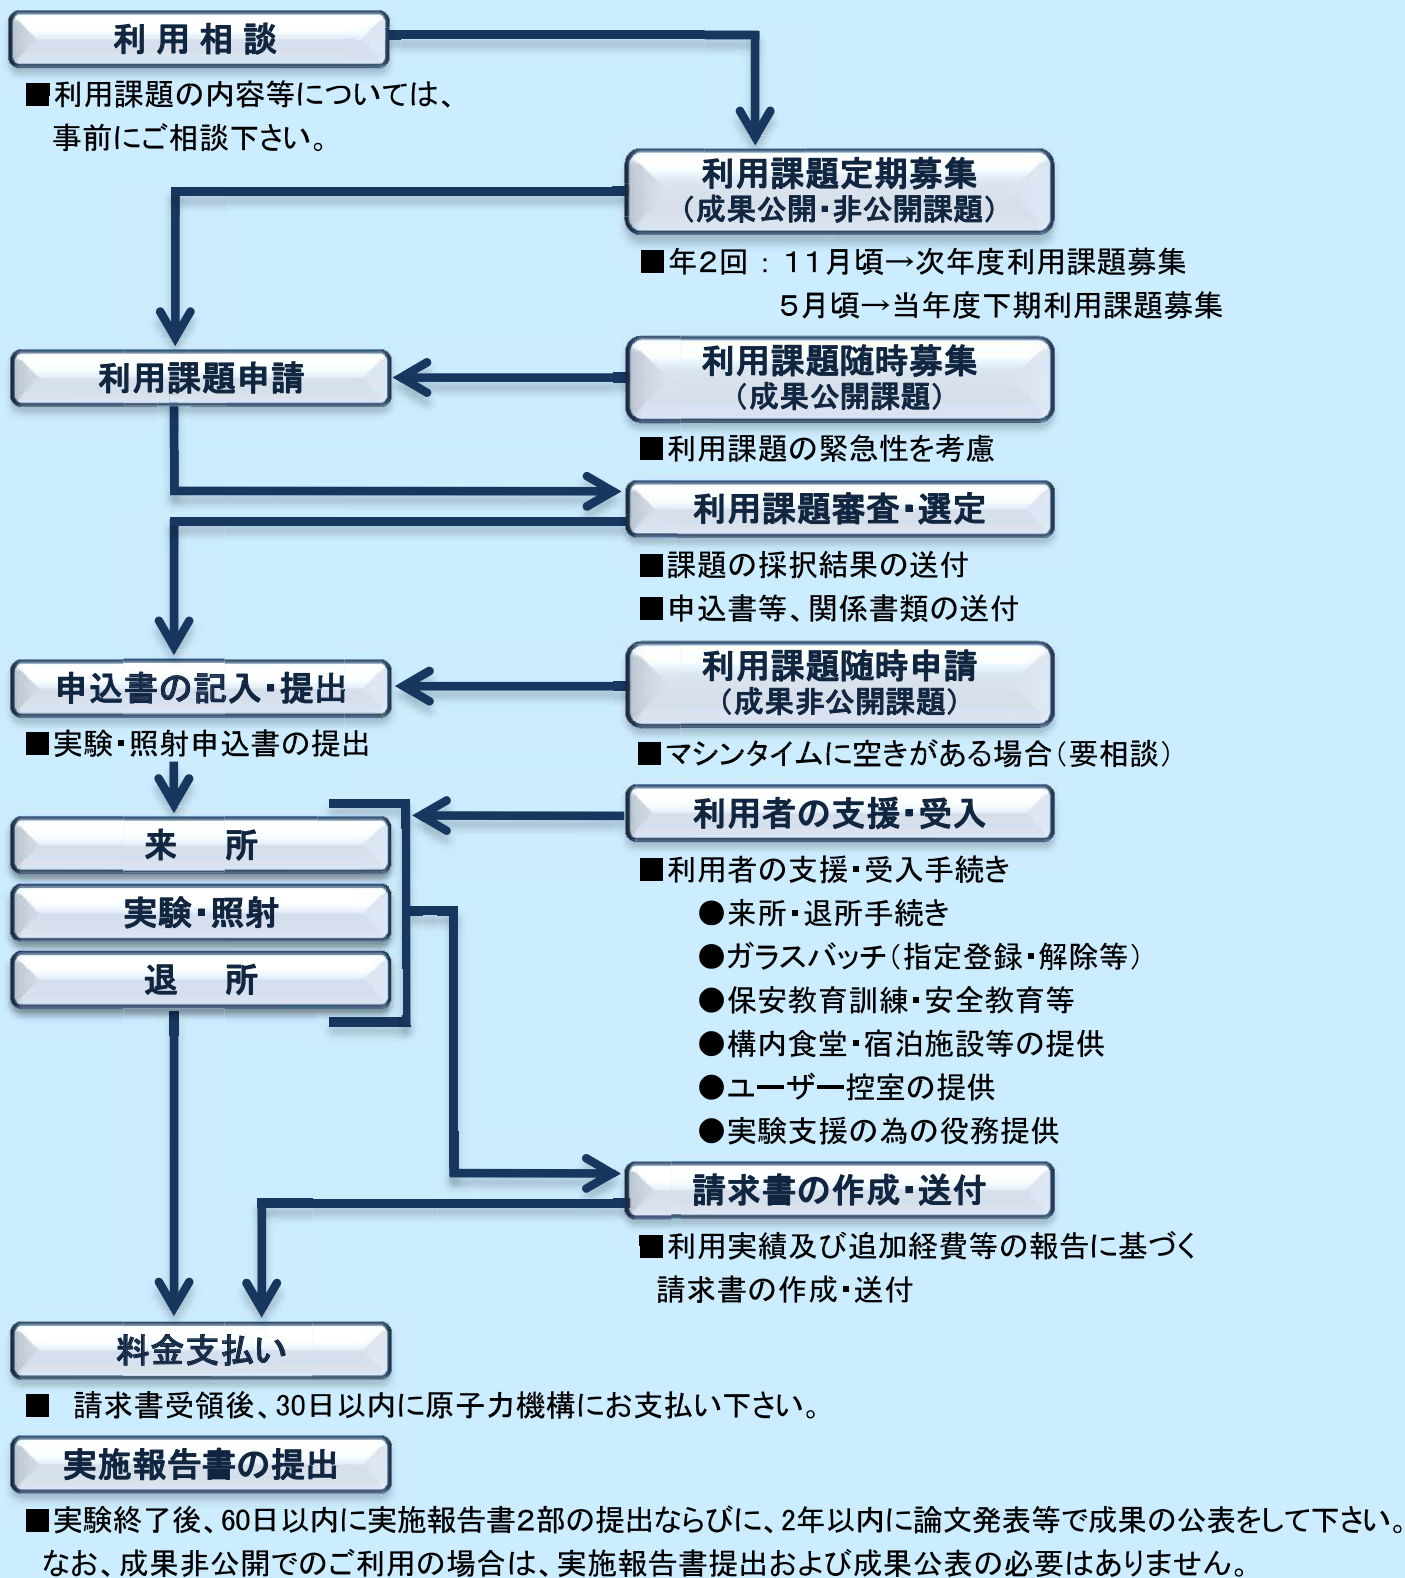 利用相談
■利用課題の内容等については、
事前にご相談下さい。
利用課題定期募集
(成果公開・非公開課題)
■年2回：11月頃→次年度利用課題募集
5月頃→当年度下期利用課題募集
利用課題申請
利用課題随時募集
(成果公開課題)
■利用課題の緊急性を考慮
利用課題審査・選定
■課題の採択結果の送付
■申込書等、関係書類の送付
申込書の記入・提出
■実験・照射申込書の提出
利用課題随時申請
(成果非公開課題)
■マシンタイムに空きがある場合(要相談)
利用者の支援・受入
■利用者の支援・受入手続き
●来所・退所手続き
●ガラスバッチ(指定登録・解除等)
●保安教育訓練・安全教育等
●構内食堂・宿泊施設等の提供
●ユーザー控室の提供
●実験支援の為の役務提供
来　所
実験・照射
退　所
請求書の作成・送付
■利用実績及び追加経費等の報告に基づく
請求書の作成・送付
料金支払い
■　請求書受領後、30日以内に原子力機構にお支払い下さい。
実施報告書の提出
■実験終了後、60日以内に実施報告書2部の提出ならびに、2年以内に論文発表等で成果の公表をして下さい。
なお、成果非公開でのご利用の場合は、実施報告書提出および成果公表の必要はありません。